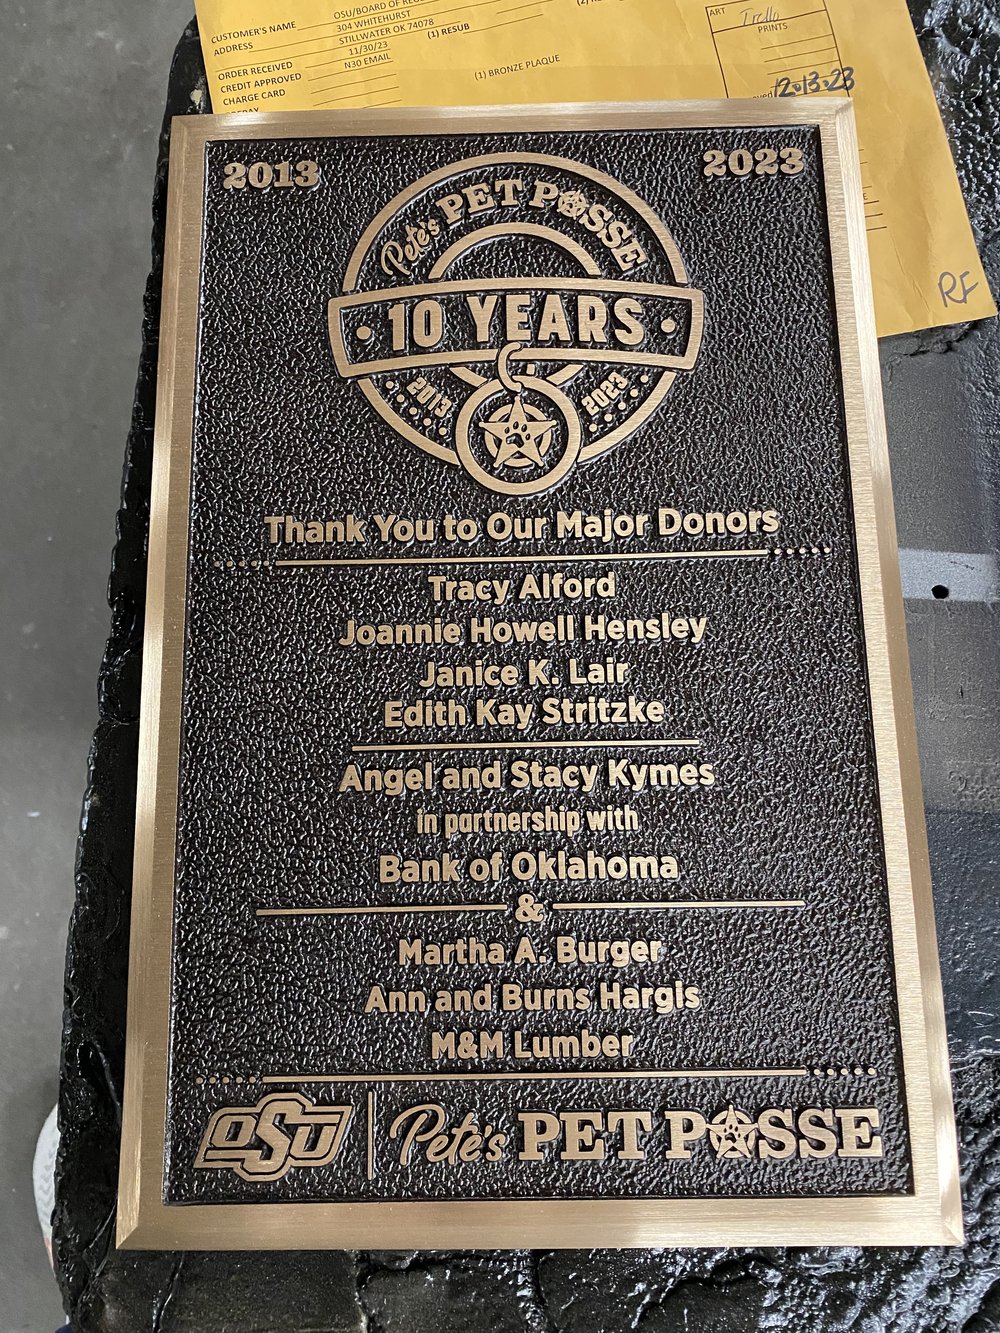 OSU/BOARD OF
CUSTOMER'S NAME
304 WHITEHURST
ADDRESS
STILLWATER OK 74078
(1) RESUB
11/30/23
ORDER RECEIVED
N30 EMAIL
CREDIT APPROVED
CHARGE CARD
(1) BRONZE PLAQUE
ART
Trello
PRINTS
12.13.23
RF
2013
2023
Pete's PET POSSE
10 YEARS
2013
2023
Thank You to Our Major Donors
Tracy Alford
Joannie Howell Hensley
Janice K. Lair
Edith Kay Stritzke
Angel and Stacy Kymes
in partnership with
Bank of Oklahoma
&
Martha A. Burger
Ann and Burns Hargis
M&M Lumber
OSU | Pete's PET POSSE